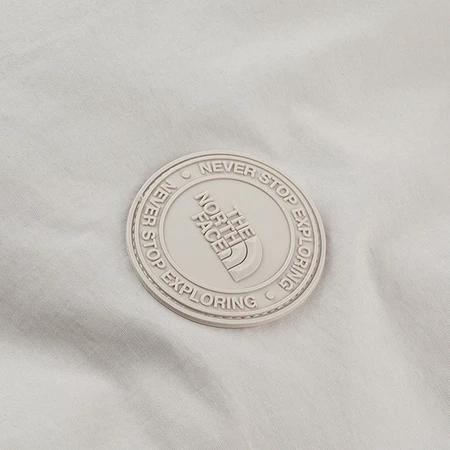 NEVER STOP EXPLORING
NEVER STOP EXPLORING
THE
NORTH
FACE